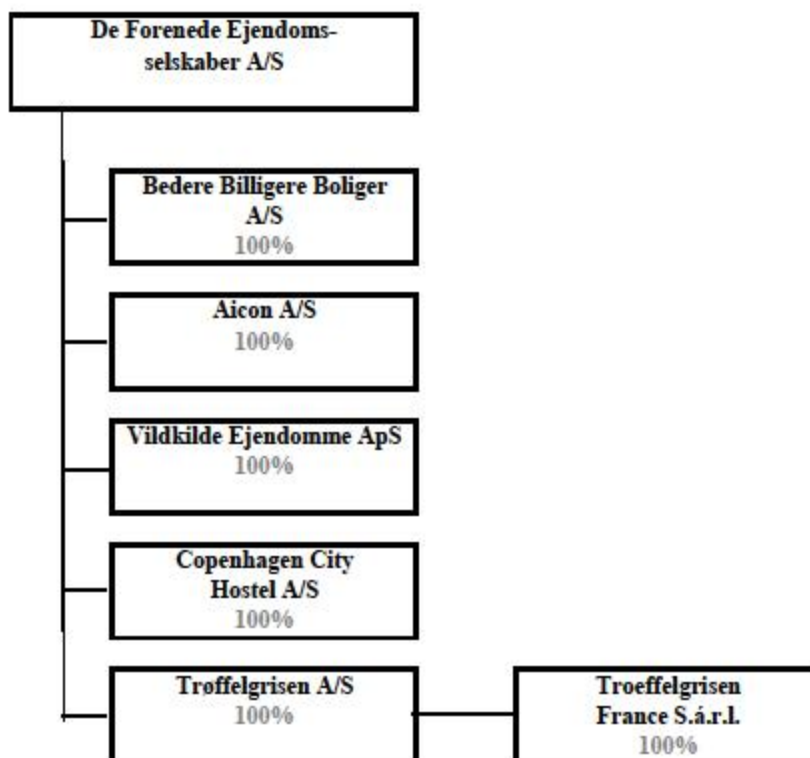 De Forenede Ejendoms-
selskaber A/S
Bedere Billigere Boliger
A/S
100%
Aicon A/S
100%
Vildkilde Ejendomme ApS
100%
Copenhagen City
Hostel A/S
100%
Trøffelgrisen A/S
100%
Troeffelgrisen
France S.á.r.l.
100%